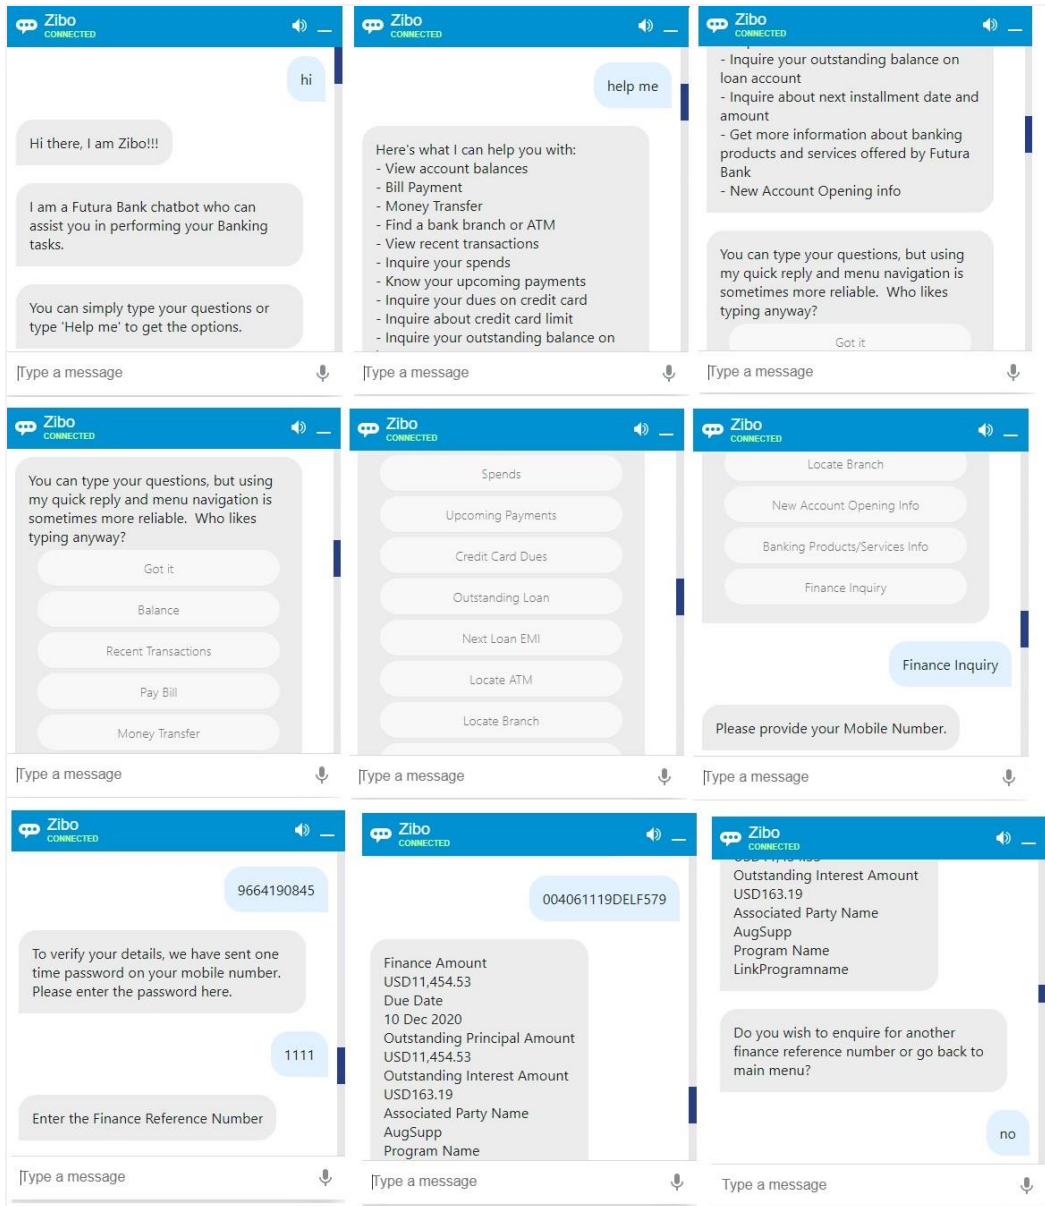 Zibo
CONNECTED
hi
Hi there, I am Zibo!!!
I am a Futura Bank chatbot who can
assist you in performing your Banking
tasks.
You can simply type your questions or
type 'Help me' to get the options.
Type a message
Zibo
CONNECTED
help me
Here's what I can help you with:
- View account balances
- Bill Payment
- Money Transfer
- Find a bank branch or ATM
- View recent transactions
- Inquire your spends
- Know your upcoming payments
- Inquire your dues on credit card
- Inquire about credit card limit
- Inquire your outstanding balance on
Type a message
Zibo
CONNECTED
- Inquire your outstanding balance on
loan account
- Inquire about next installment date and
amount
- Get more information about banking
products and services offered by Futura
Bank
- New Account Opening info
You can type your questions, but using
my quick reply and menu navigation is
sometimes more reliable.  Who likes
typing anyway?
Got it
Type a message
Zibo
CONNECTED
You can type your questions, but using
my quick reply and menu navigation is
sometimes more reliable.  Who likes
typing anyway?
Got it
Balance
Recent Transactions
Pay Bill
Money Transfer
Type a message
Zibo
CONNECTED
Spends
Upcoming Payments
Credit Card Dues
Outstanding Loan
Next Loan EMI
Locate ATM
Locate Branch
Type a message
Zibo
CONNECTED
Locate Branch
New Account Opening Info
Banking Products/Services Info
Finance Inquiry
Finance Inquiry
Please provide your Mobile Number.
Type a message
Zibo
CONNECTED
9664190845
To verify your details, we have sent one
time password on your mobile number.
Please enter the password here.
1111
Enter the Finance Reference Number
Type a message
Zibo
CONNECTED
004061119DELF579
Finance Amount
USD11,454.53
Due Date
10 Dec 2020
Outstanding Principal Amount
USD11,454.53
Outstanding Interest Amount
USD163.19
Associated Party Name
AugSupp
Program Name
Type a message
Zibo
CONNECTED
Outstanding Interest Amount
USD163.19
Associated Party Name
AugSupp
Program Name
LinkProgramname
Do you wish to enquire for another
finance reference number or go back to
main menu?
no
Type a message